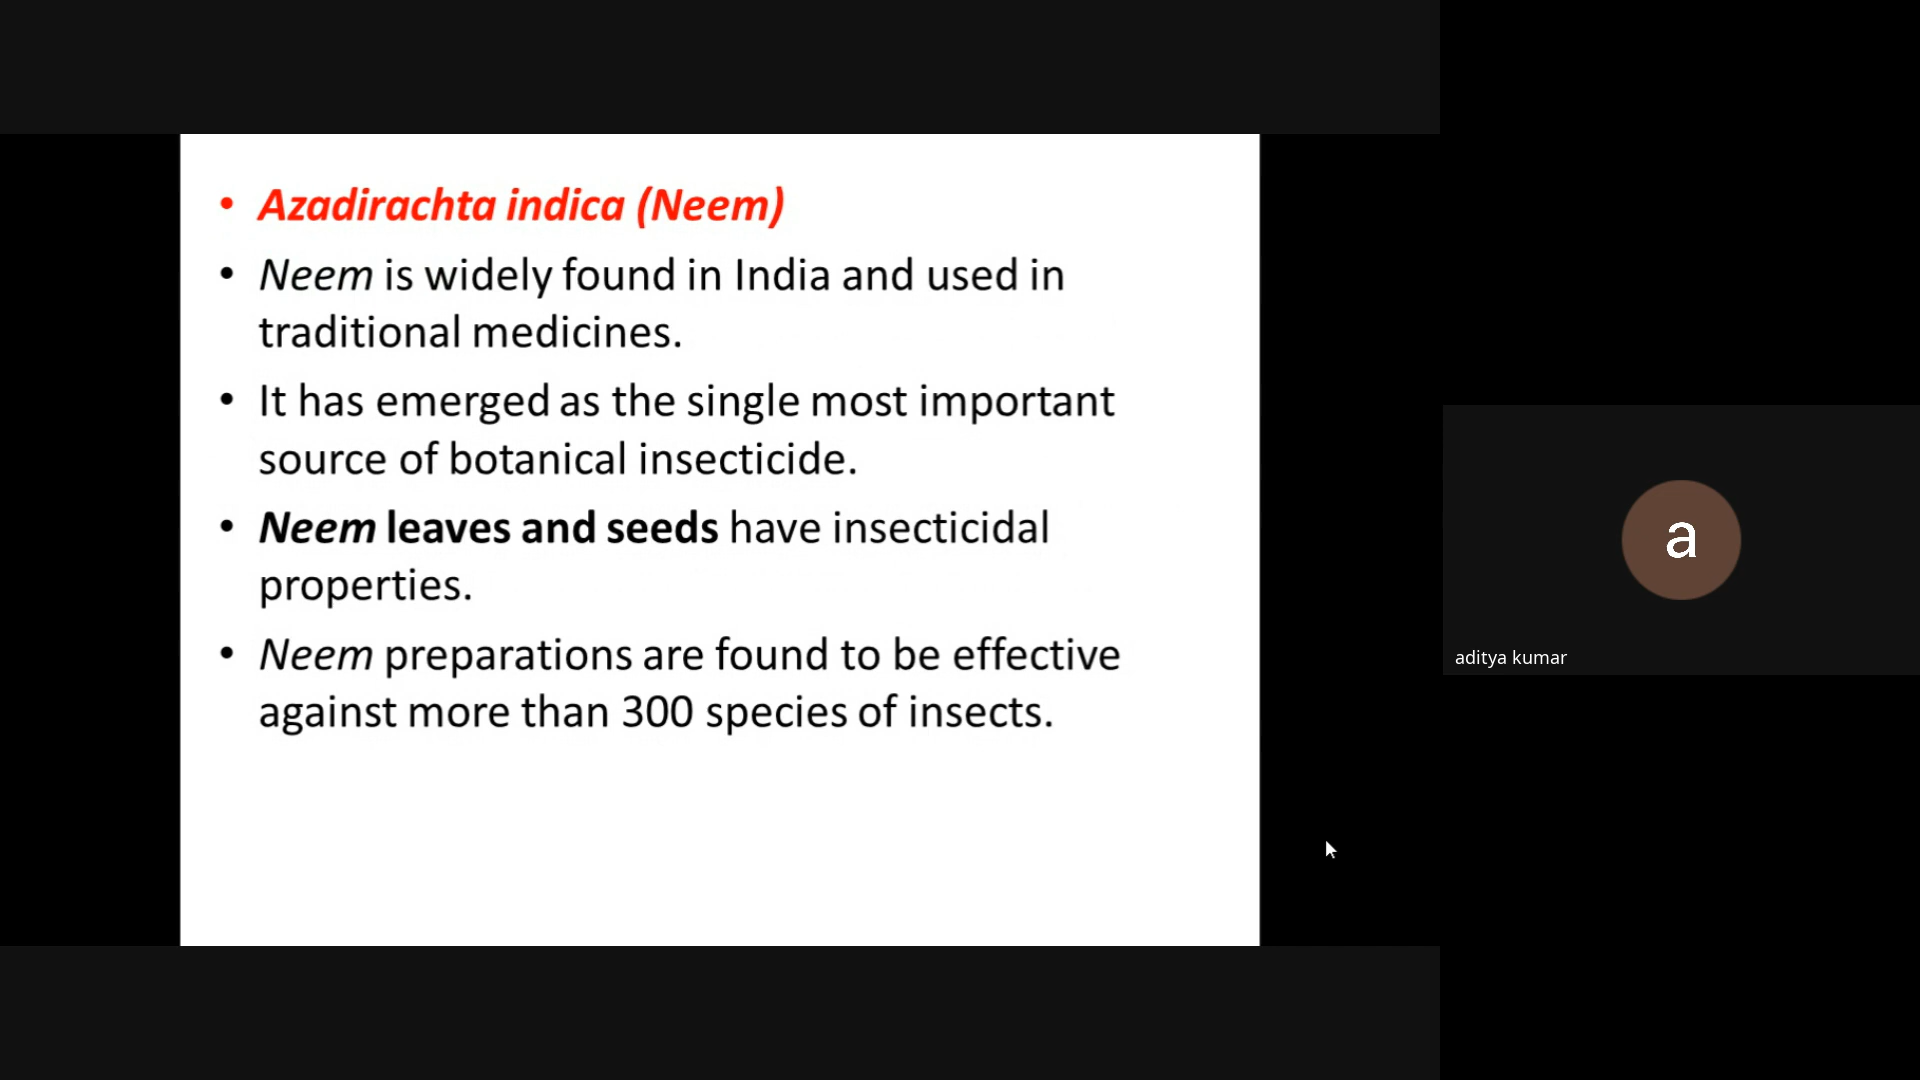 • Azadirachta indica (Neem)
• Neem is widely found in India and used in
traditional medicines.
• It has emerged as the single most important
source of botanical insecticide.
• Neem leaves and seeds have insecticidal
properties.
• Neem preparations are found to be effective
against more than 300 species of insects.
a
aditya kumar